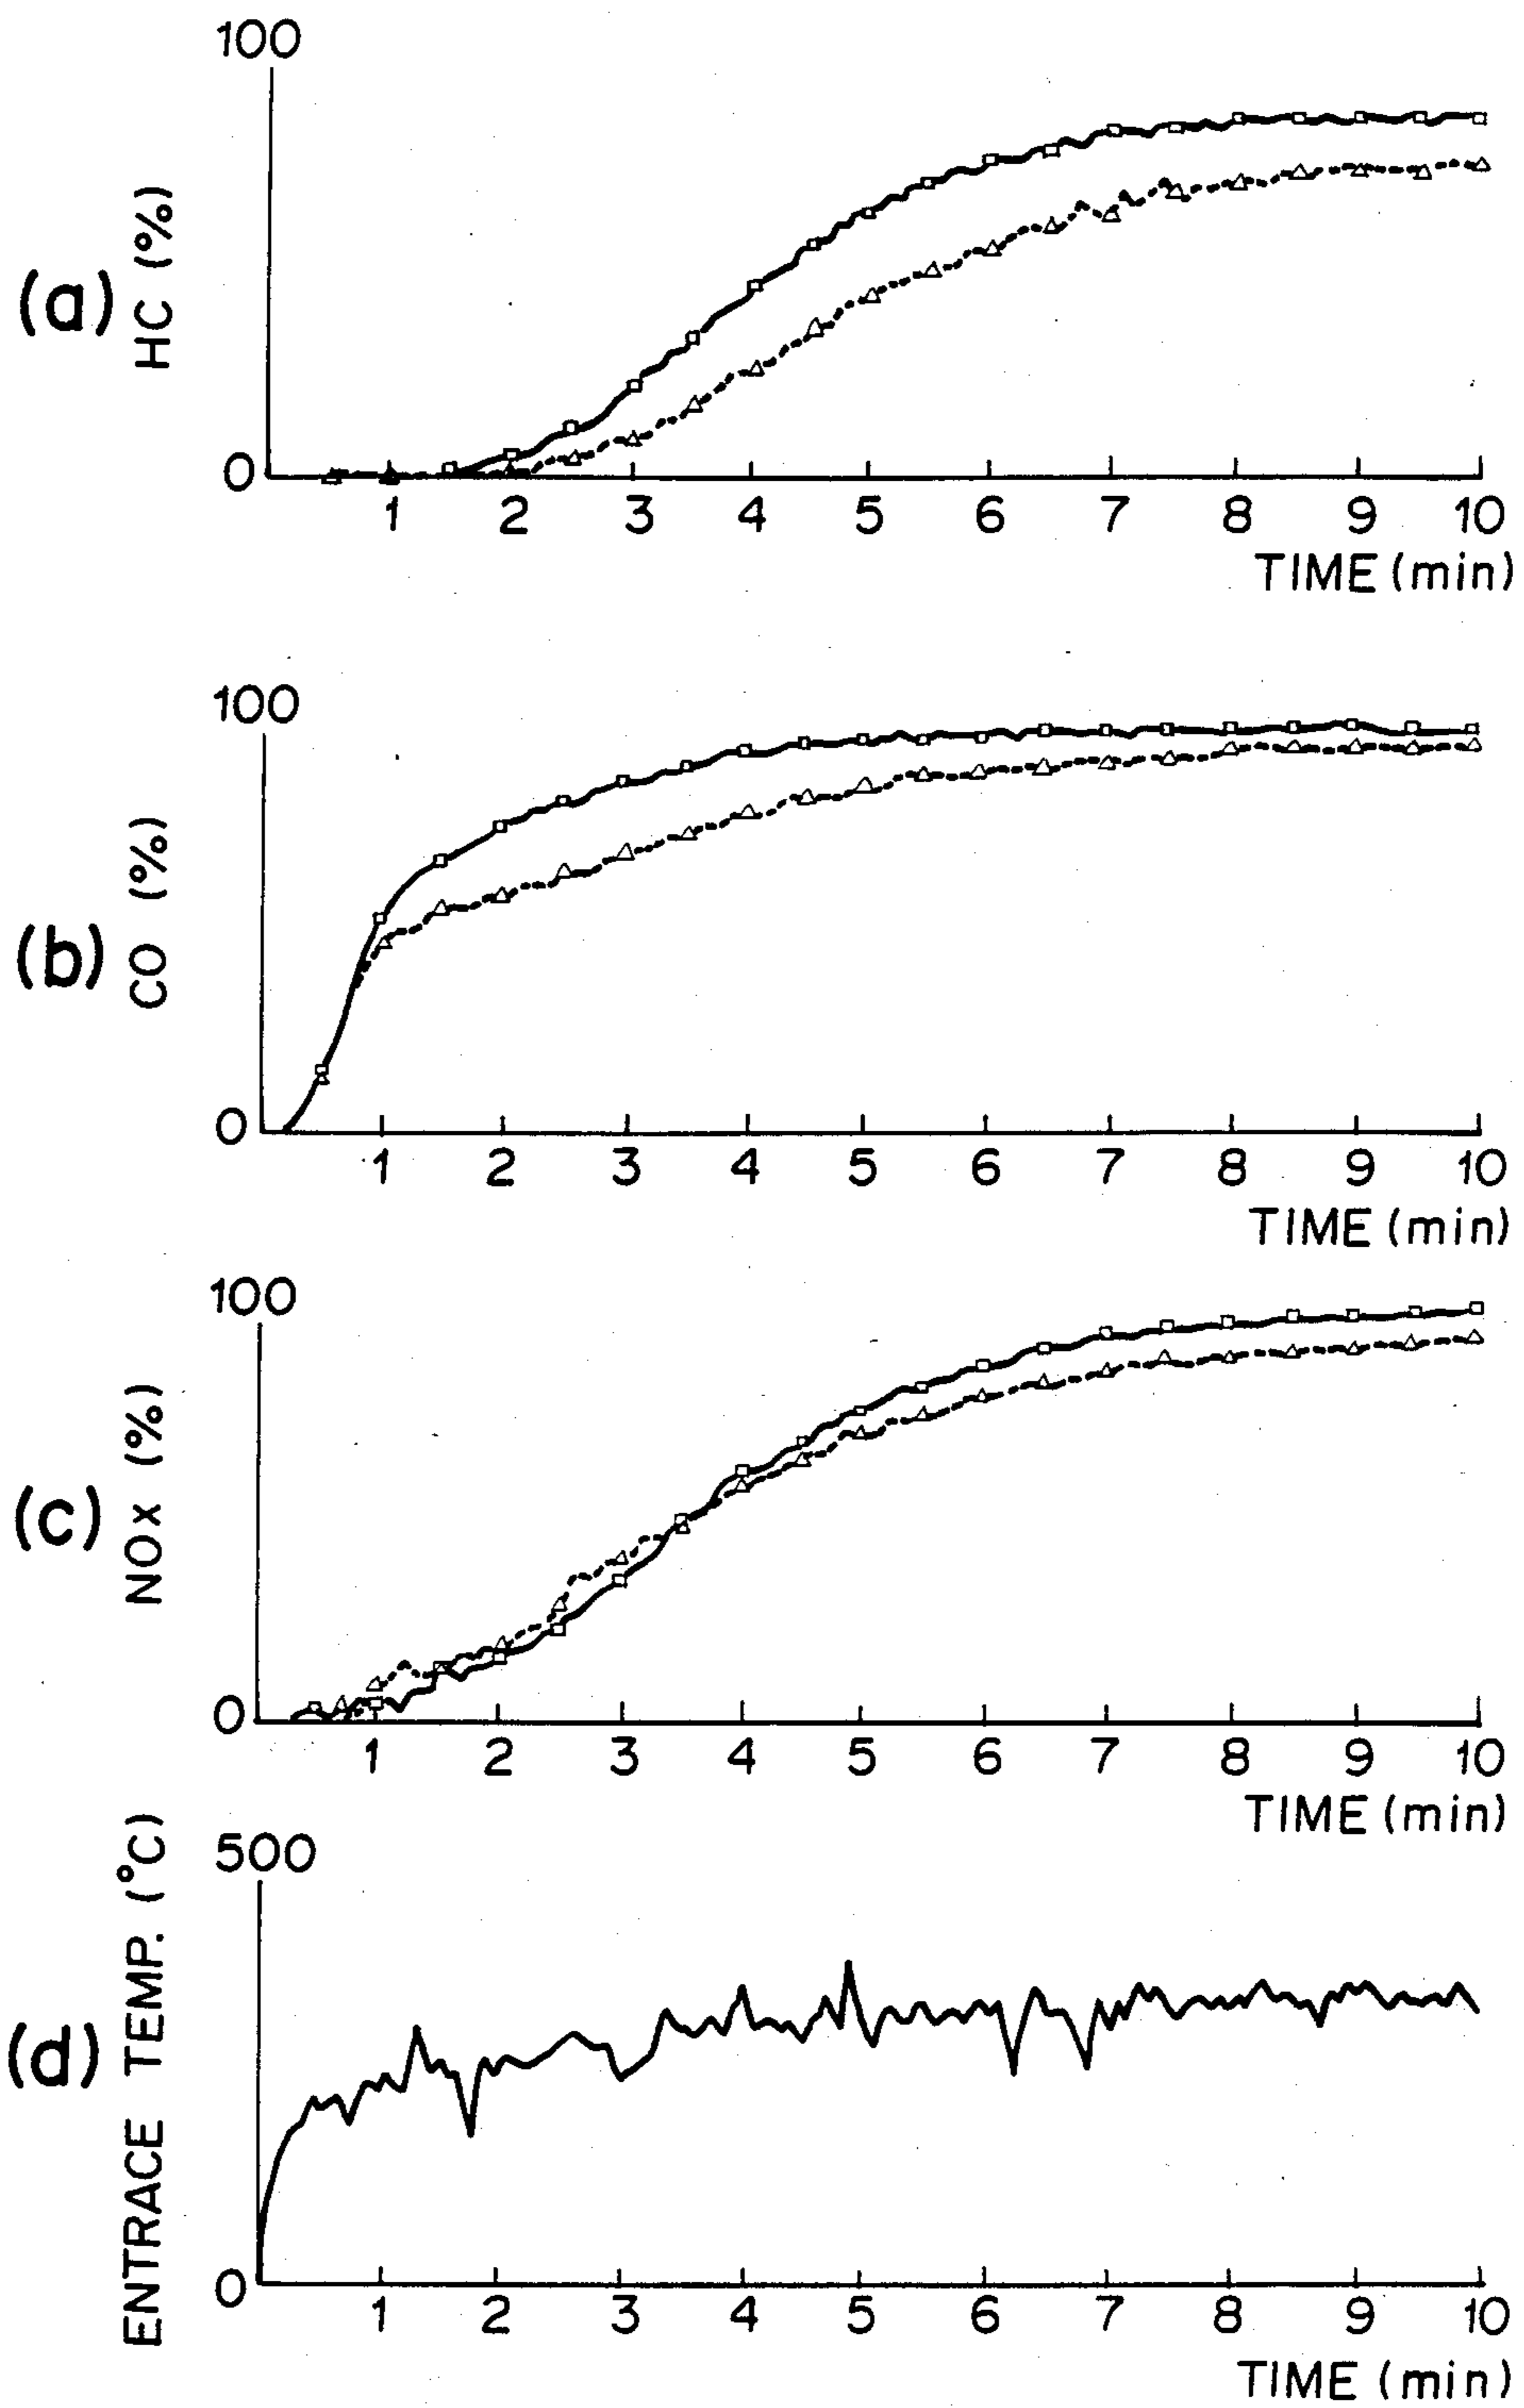 100
(a)
HC (%)
0
1 2 3 4 5 6 7 8 9 10
TIME (min)
100
(b)
CO (%)
0
1 2 3 4 5 6 7 8 9 10
TIME (min)
100
(c)
NOx (%)
0
1 2 3 4 5 6 7 8 9 10
TIME (min)
500
(d)
ENTRACE TEMP. (°C)
0
1 2 3 4 5 6 7 8 9 10
TIME (min)